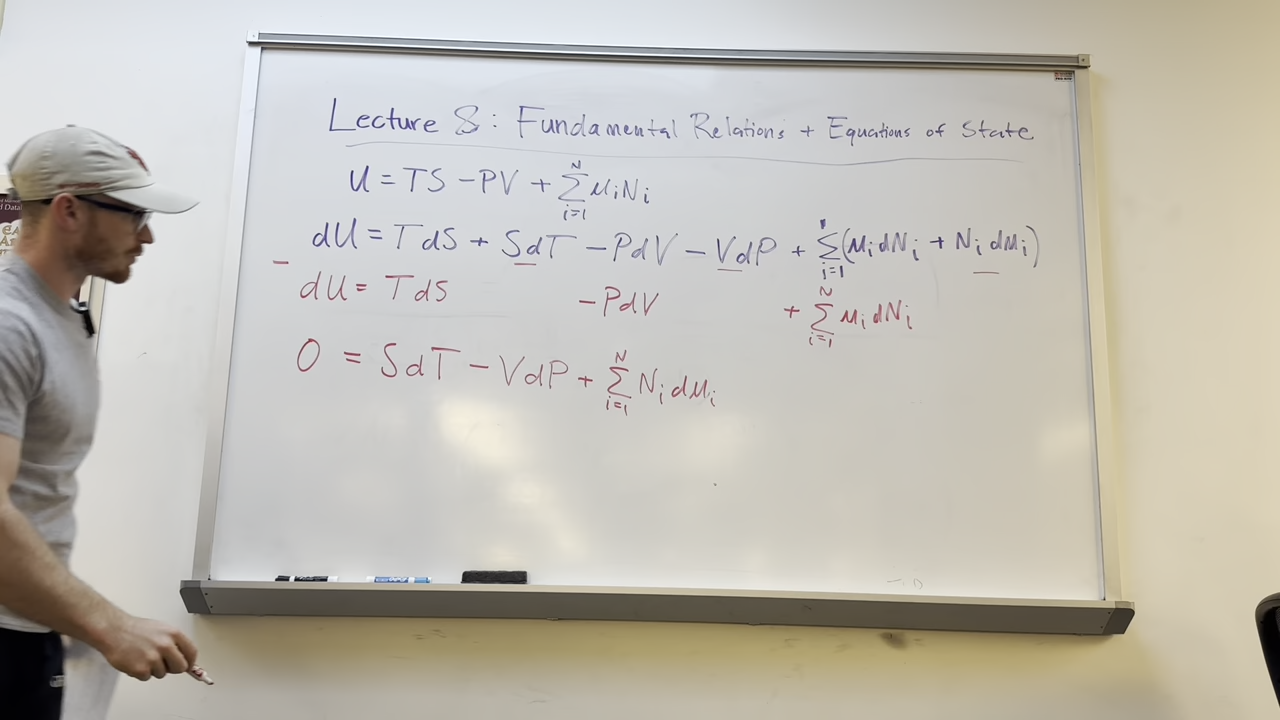 Lecture 8: Fundamental Relations + Equations of State
U = TS - PV + Σ_{i=1}^{N} μ_i N_i
dU = TdS + SdT - PdV - VdP + Σ_{i=1} (μ_i dN_i + N_i dμ_i)
- dU = TdS - PdV + Σ_{i=1}^{N} μ_i dN_i
0 = SdT - VdP + Σ_{i=1}^{N} N_i dμ_i